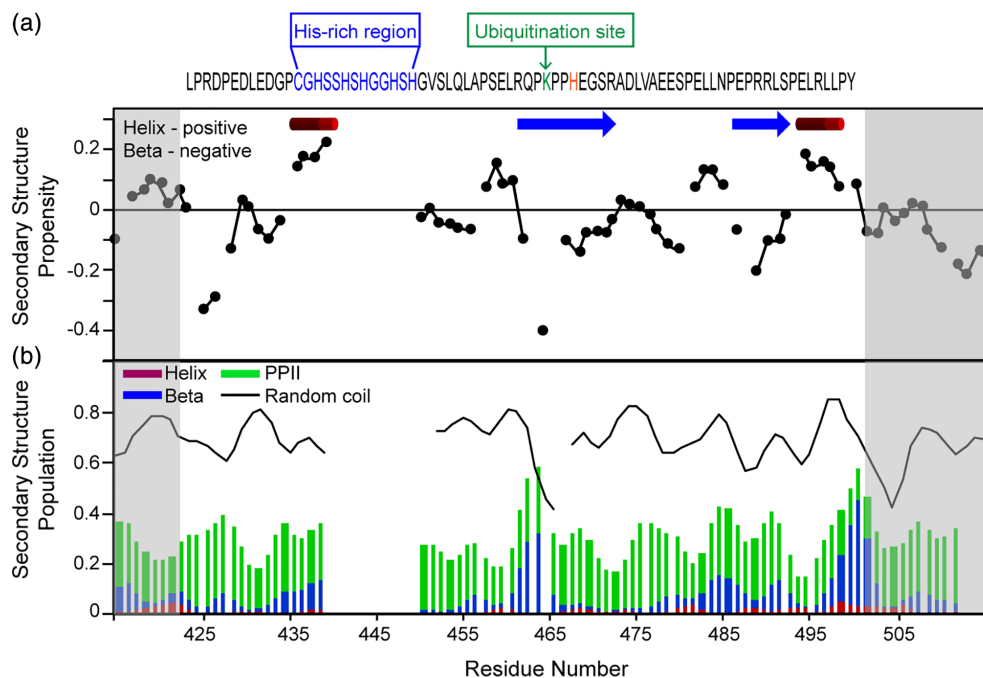 (a)
His-rich region
Ubiquitination site
LPRDPEDLEDGPCGHSSHSHGGHSHGVSLQLAPSELRQPKPPHEGSRADLVAEESPELLNPEPRRLSPELRLLPY
Helix - positive
Beta - negative
Secondary Structure
Propensity
0.2
0
-0.2
-0.4
(b)
Helix
PPII
Beta
Random coil
Secondary Structure
Population
0.8
0.6
0.4
0.2
0
425 435 445 455 465 475 485 495 505
Residue Number